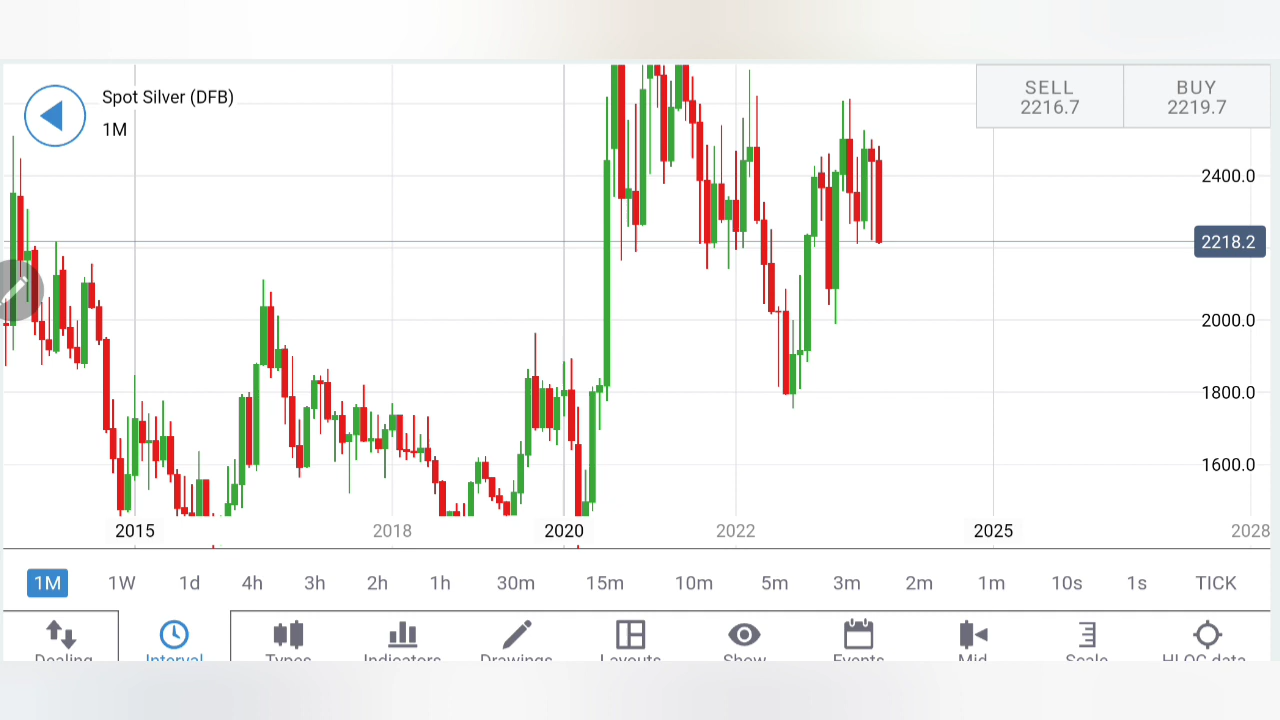 Spot Silver (DFB)
1M
SELL
2216.7
BUY
2219.7
2400.0
2218.2
2000.0
1800.0
1600.0
2015 2018 2020 2022 2025 2028
1M 1W 1d 4h 3h 2h 1h 30m 15m 10m 5m 3m 2m 1m 10s 1s TICK
Dealing Interval Types Indicators Drawings Layouts Show Events Mid Scale HLOC data